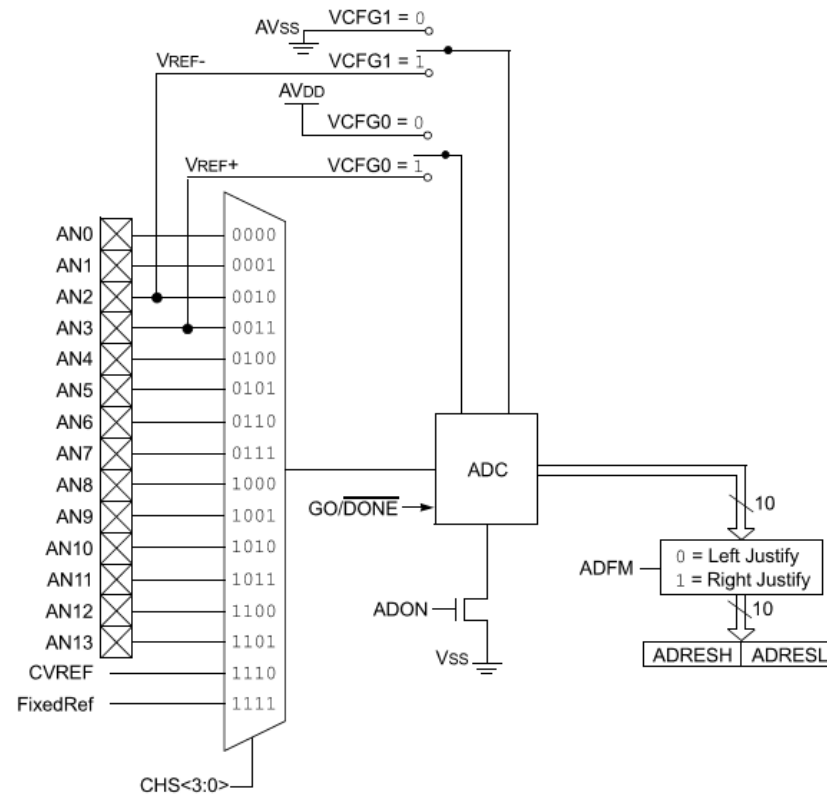 VCFG1 = 0
AVSS
VREF-
VCFG1 = 1
AVDD
VCFG0 = 0
VREF+
VCFG0 = 1
AN0
0000
AN1
0001
AN2
0010
AN3
0011
AN4
0100
AN5
0101
AN6
0110
AN7
0111
AN8
1000
AN9
1001
AN10
1010
AN11
1011
AN12
1100
AN13
1101
CVREF
1110
FixedRef
1111
CHS<3:0>
ADC
GO/DONE
ADON
VSS
10
ADFM
0 = Left Justify
1 = Right Justify
10
ADRESH
ADRESL